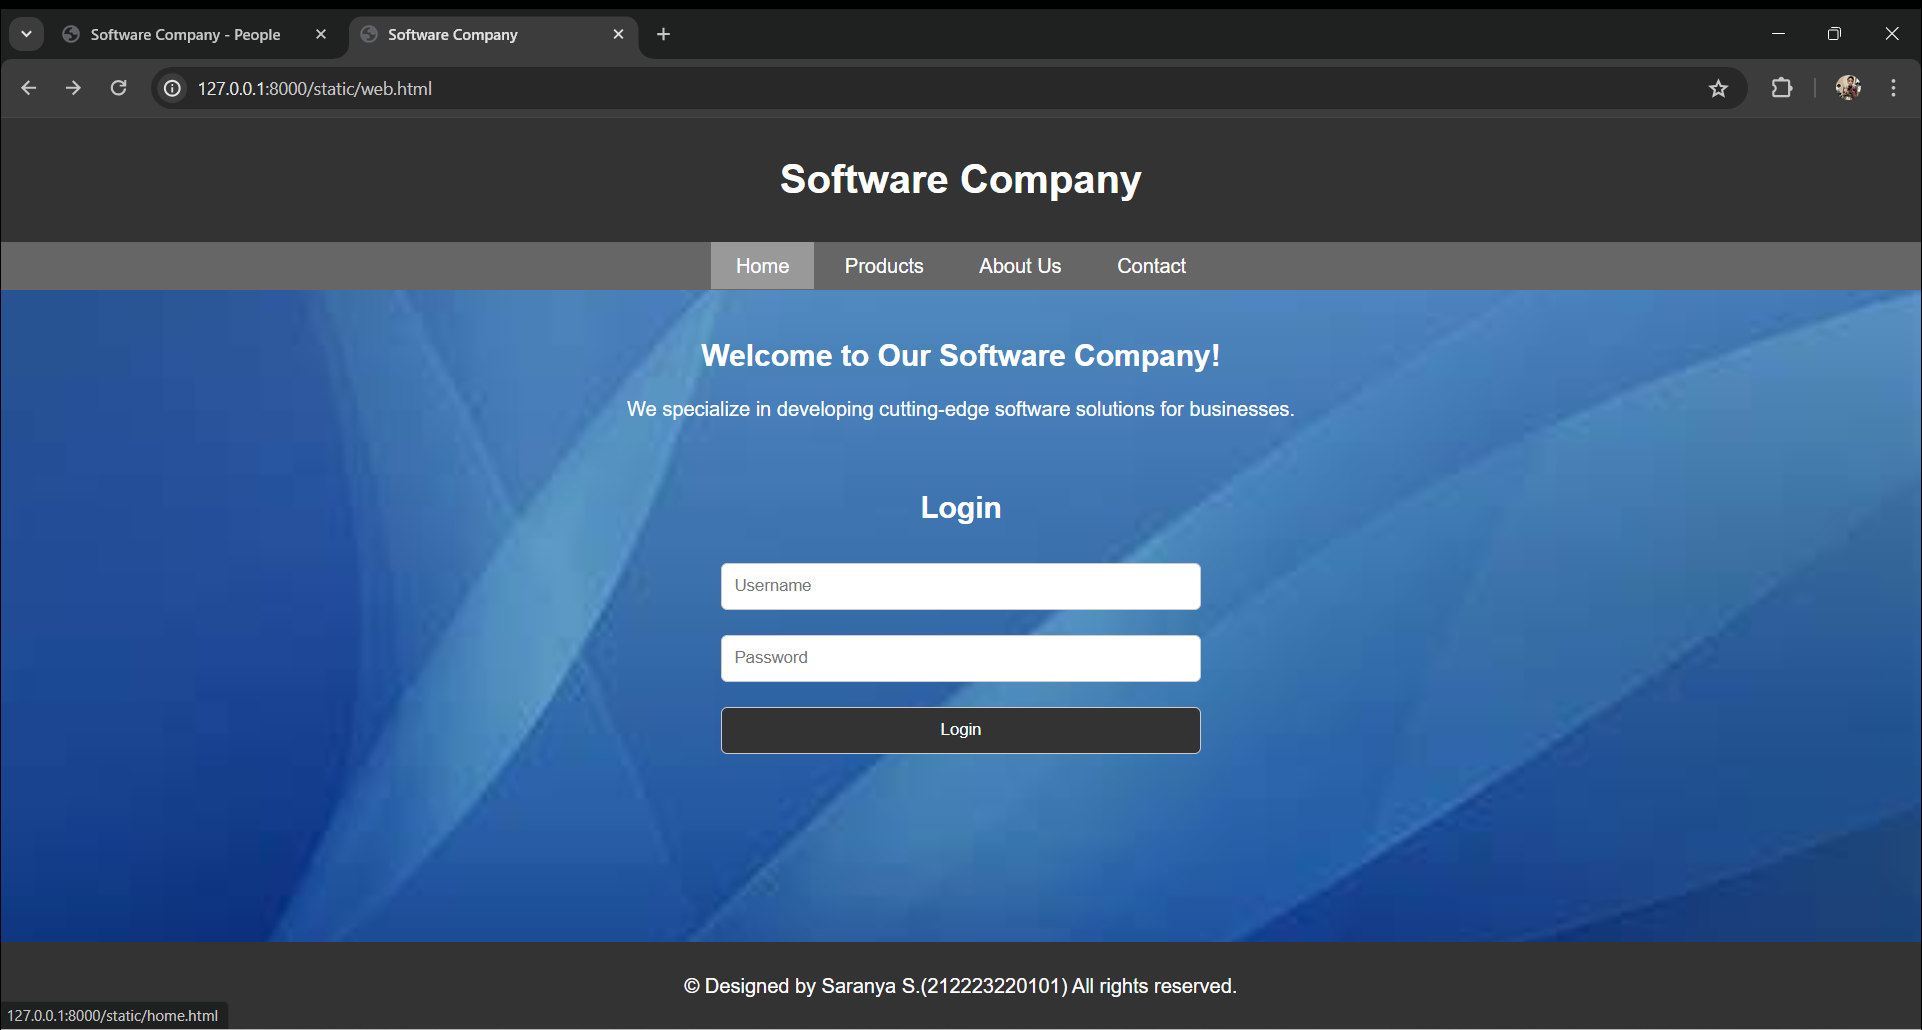 Software Company - People
Software Company
127.0.0.1:8000/static/web.html
Software Company
Home Products About Us Contact
Welcome to Our Software Company!
We specialize in developing cutting-edge software solutions for businesses.
Login
Username
Password
Login
© Designed by Saranya S.(212223220101) All rights reserved.
127.0.0.1:8000/static/home.html